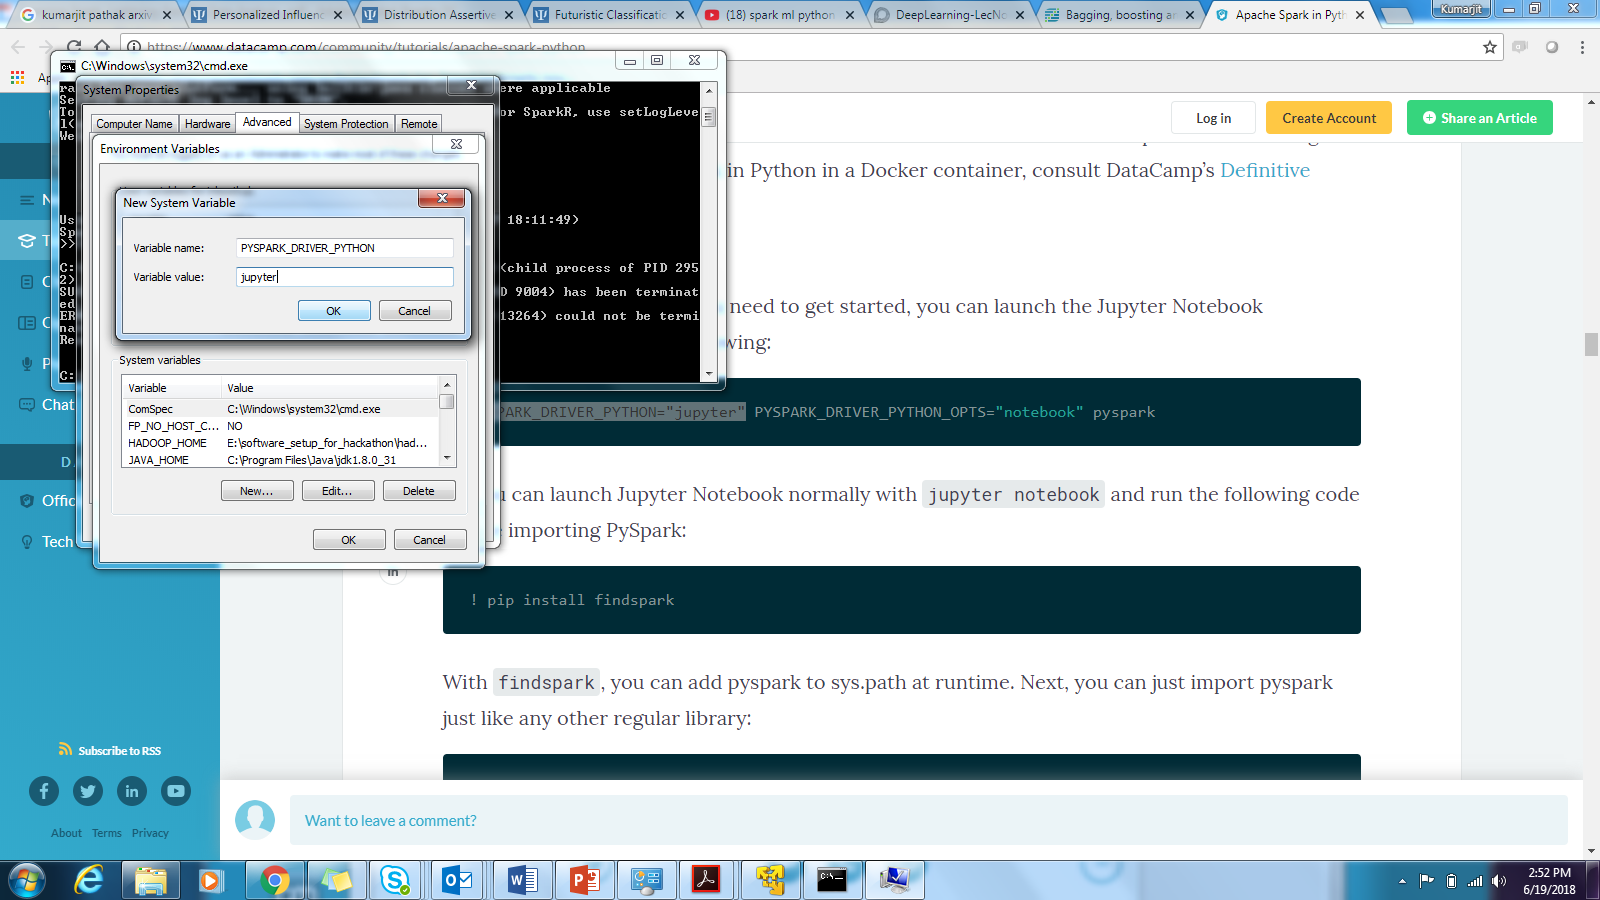 kumarjit pathak arxiv
Personalized Influen
Distribution Assertive
Futuristic Classificatio
(18) spark ml python
DeepLearning-LecNo
Bagging, boosting an
Apache Spark in Pyth
Kumarjit
https://www.datacamp.com/community/tutorials/apache-spark-python
Ap
C:\Windows\system32\cmd.exe
System Properties
ere applicable
or SparkR, use setLogLeve
Computer Name
Hardware
Advanced
System Protection
Remote
Environment Variables
New System Variable
Variable name:
PYSPARK_DRIVER_PYTHON
Variable value:
jupyter
OK
Cancel
18:11:49)
(child process of PID 295
D 9004) has been terminat
13264) could not be termi
System variables
Variable
Value
ComSpec
C:\Windows\system32\cmd.exe
FP_NO_HOST_C...
NO
HADOOP_HOME
E:\software_setup_for_hackathon\had...
JAVA_HOME
C:\Program Files\Java\jdk1.8.0_31
New...
Edit...
Delete
OK
Cancel
Log in
Create Account
Share an Article
in Python in a Docker container, consult DataCamp’s Definitive
need to get started, you can launch the Jupyter Notebook
wing:
PARK_DRIVER_PYTHON="jupyter" PYSPARK_DRIVER_PYTHON_OPTS="notebook" pyspark
can launch Jupyter Notebook normally with jupyter notebook and run the following code
importing PySpark:
! pip install findspark
With findspark, you can add pyspark to sys.path at runtime. Next, you can just import pyspark
just like any other regular library:
Want to leave a comment?
Chat
Offic
Tech
Subscribe to RSS
About
Terms
Privacy
2:52 PM
6/19/2018